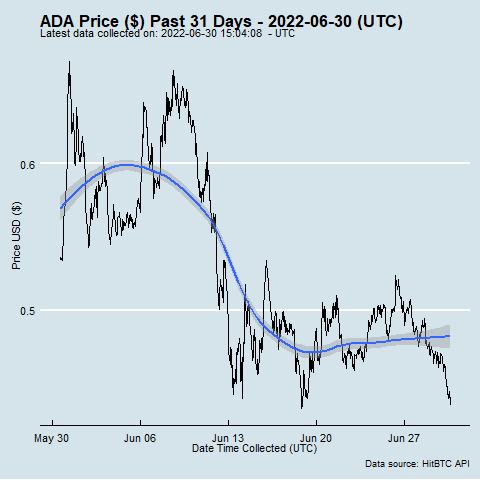 ADA Price ($) Past 31 Days - 2022-06-30 (UTC)
Latest data collected on: 2022-06-30 15:04:08 - UTC
0.6
0.5
Price USD ($)
May 30 Jun 06 Jun 13 Jun 20 Jun 27
Date Time Collected (UTC)
Data source: HitBTC API